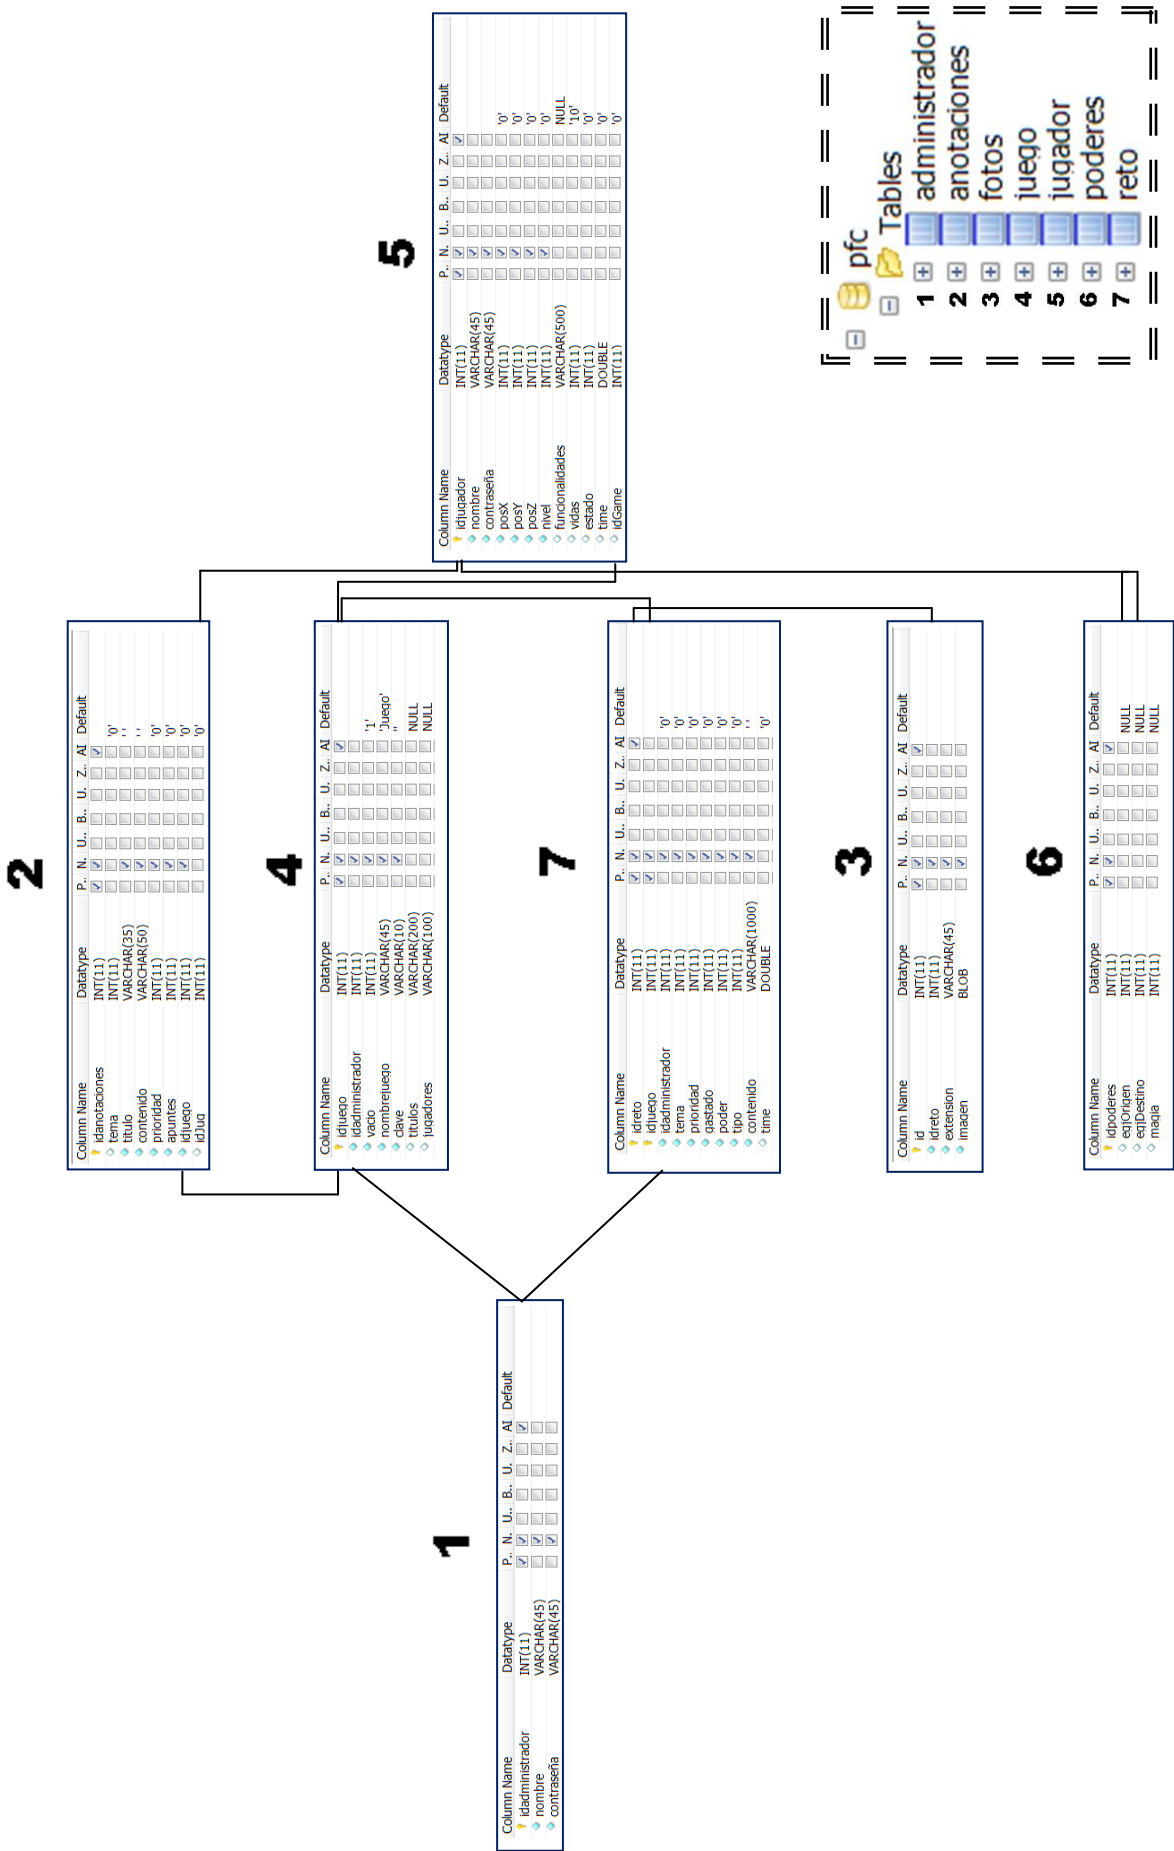 1
Column Name Datatype P.. N. U.. B.. U. Z.. AI Default
idadministrador INT(11)
nombre VARCHAR(45)
contraseña VARCHAR(45)
2
Column Name Datatype P.. N. U.. B.. U. Z.. AI Default
idanotaciones INT(11)
tema INT(11) '0'
titulo VARCHAR(35) ' '
contenido VARCHAR(50) ' '
prioridad INT(11) '0'
apuntes INT(11) '0'
idjuego INT(11) '0'
idJug INT(11) '0'
4
Column Name Datatype P.. N. U.. B.. U. Z.. AI Default
idjuego INT(11)
idadministrador INT(11)
vacio INT(11) '1'
nombrejuego VARCHAR(45) 'Juego'
clave VARCHAR(10) ''
titulos VARCHAR(200) NULL
jugadores VARCHAR(100) NULL
7
Column Name Datatype P.. N. U.. B.. U. Z.. AI Default
idreto INT(11)
idjuego INT(11)
idadministrador INT(11) '0'
tema INT(11) '0'
prioridad INT(11) '0'
gastado INT(11) '0'
poder INT(11) '0'
tipo INT(11) '0'
contenido VARCHAR(1000) ' '
time DOUBLE '0'
3
Column Name Datatype P.. N. U.. B.. U. Z.. AI Default
id INT(11)
idreto INT(11)
extension VARCHAR(45)
imagen BLOB
6
Column Name Datatype P.. N. U.. B.. U. Z.. AI Default
idpoderes INT(11)
egjOrigen INT(11) NULL
egjDestino INT(11) NULL
magia INT(11) NULL
5
Column Name Datatype P.. N. U.. B.. U. Z.. AI Default
idjugador INT(11)
nombre VARCHAR(45)
contraseña VARCHAR(45)
posX INT(11) '0'
posY INT(11) '0'
posZ INT(11) '0'
nivel INT(11) '0'
funcionalidades VARCHAR(500) NULL
vidas INT(11) '10'
estado INT(11) '0'
time DOUBLE '0'
idGame INT(11) '0'
pfc
Tables
1 administrador
2 anotaciones
3 fotos
4 juego
5 jugador
6 poderes
7 reto